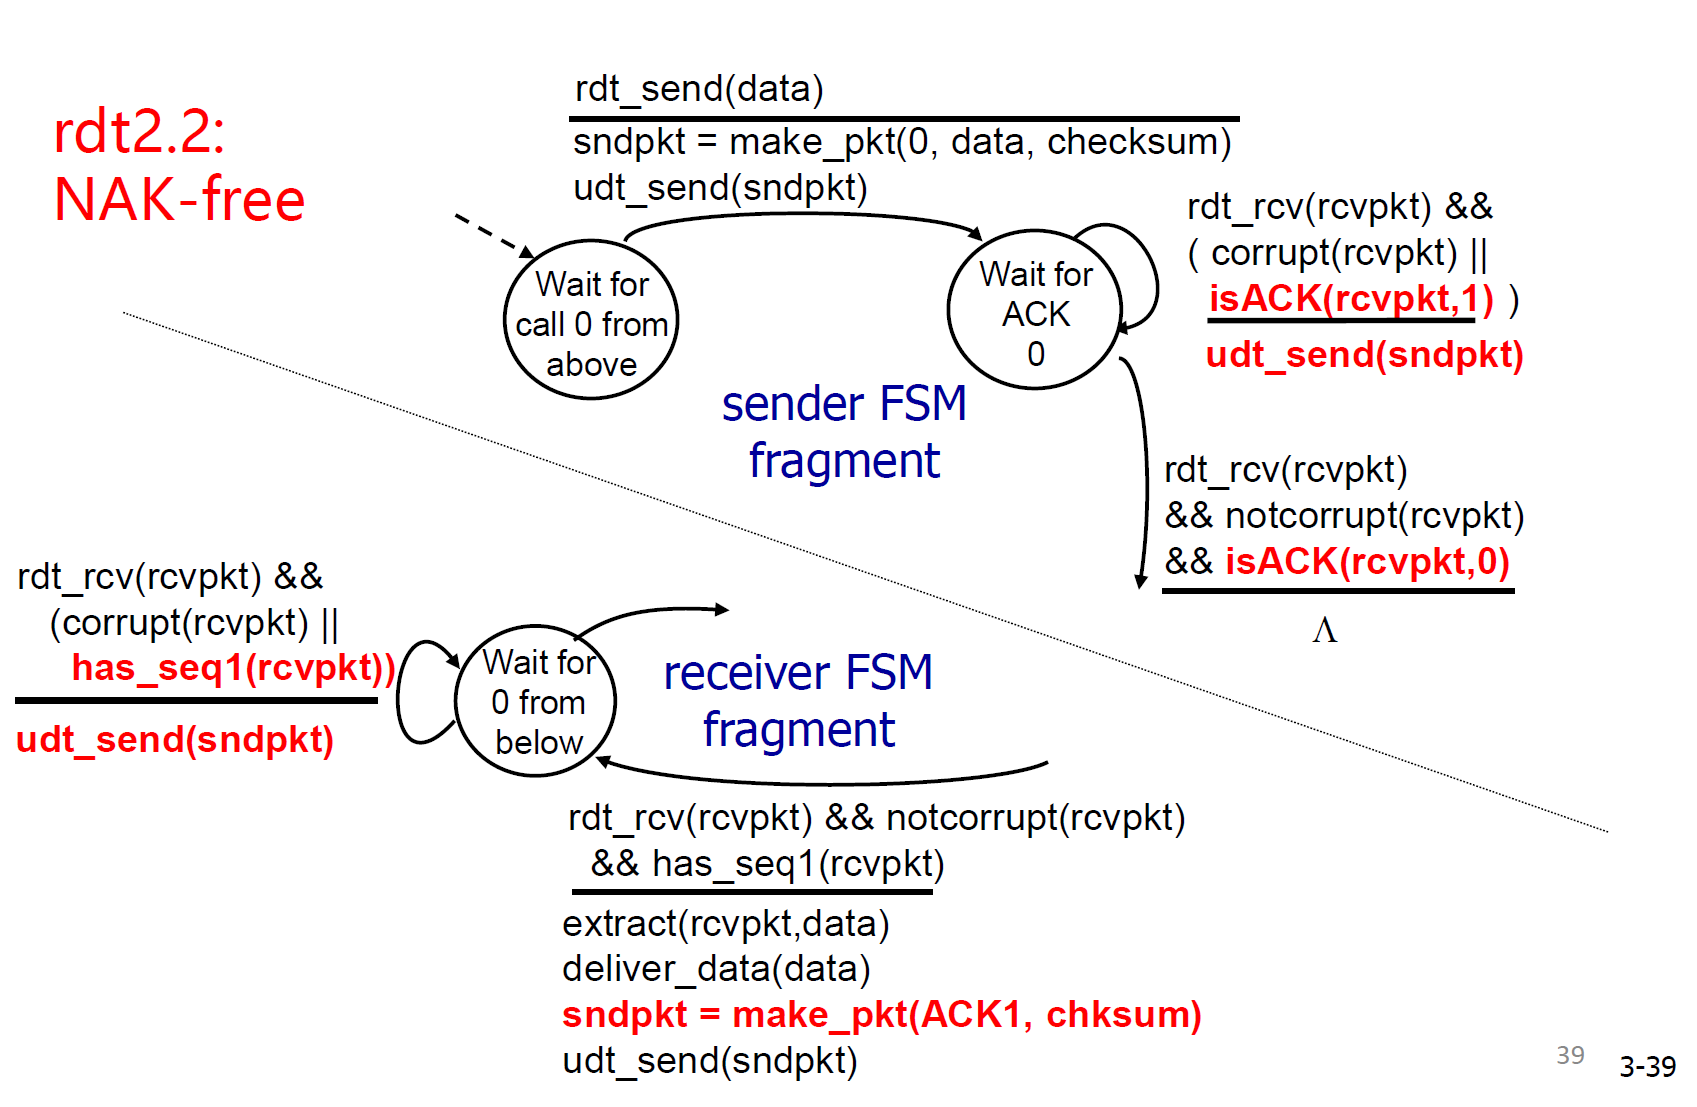 rdt2.2:
NAK-free
rdt_send(data)
sndpkt = make_pkt(0, data, checksum)
udt_send(sndpkt)
Wait for
call 0 from
above
Wait for
ACK
0
rdt_rcv(rcvpkt) &&
( corrupt(rcvpkt) ||
isACK(rcvpkt,1) )
udt_send(sndpkt)
sender FSM
fragment
rdt_rcv(rcvpkt)
&& notcorrupt(rcvpkt)
&& isACK(rcvpkt,0)
Λ
rdt_rcv(rcvpkt) &&
(corrupt(rcvpkt) ||
has_seq1(rcvpkt))
udt_send(sndpkt)
Wait for
0 from
below
receiver FSM
fragment
rdt_rcv(rcvpkt) && notcorrupt(rcvpkt)
&& has_seq1(rcvpkt)
extract(rcvpkt,data)
deliver_data(data)
sndpkt = make_pkt(ACK1, chksum)
udt_send(sndpkt)
39
3-39